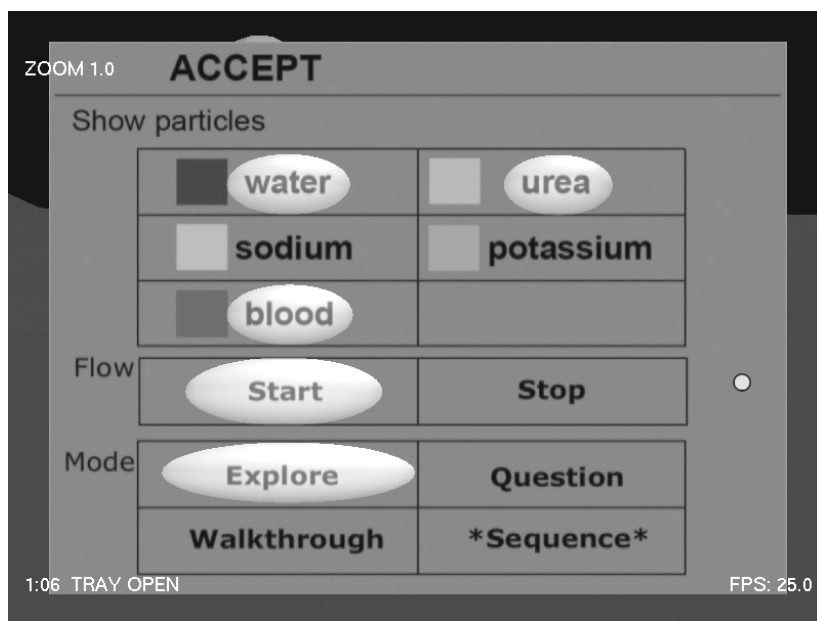 ZOOM 1.0 ACCEPT
Show particles
water urea
sodium potassium
blood
Flow Start Stop
Mode Explore Question
Walkthrough *Sequence*
1:06 TRAY OPEN FPS: 25.0